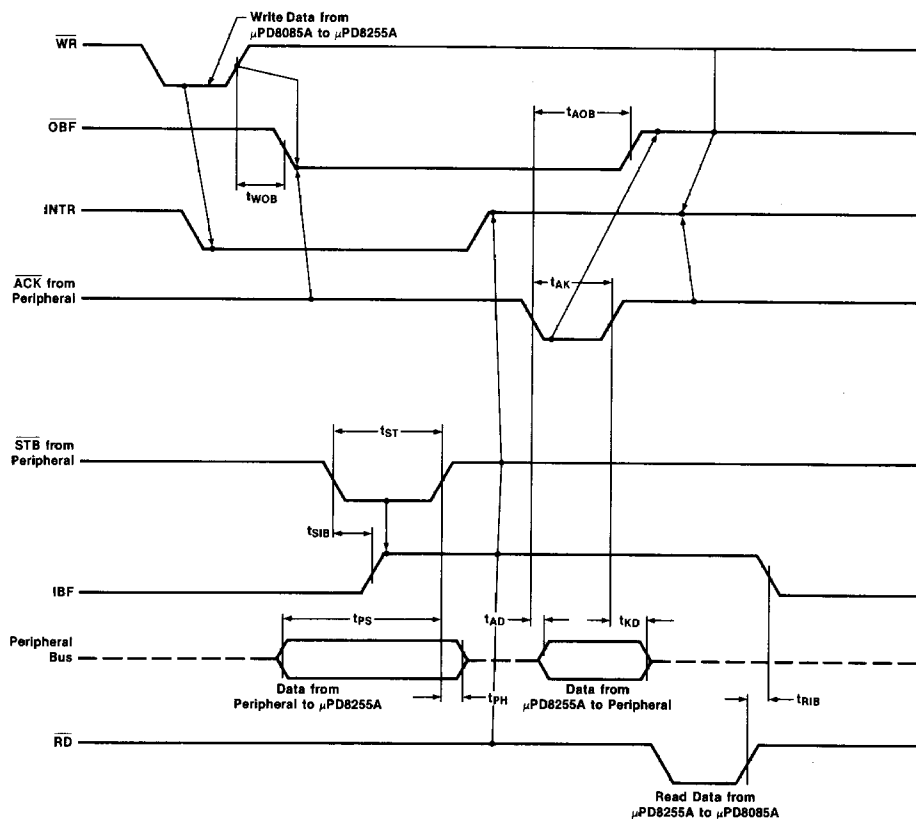 Write Data from
μPD8085A to μPD8255A
WR
tAOB
OBF
tWOB
INTR
ACK from
Peripheral
tAK
tST
STB from
Peripheral
tSIB
IBF
tPS
tAD
tKD
Peripheral
Bus
Data from
Peripheral to μPD8255A
tPH
Data from
μPD8255A to Peripheral
tRIB
RD
Read Data from
μPD8255A to μPD8085A